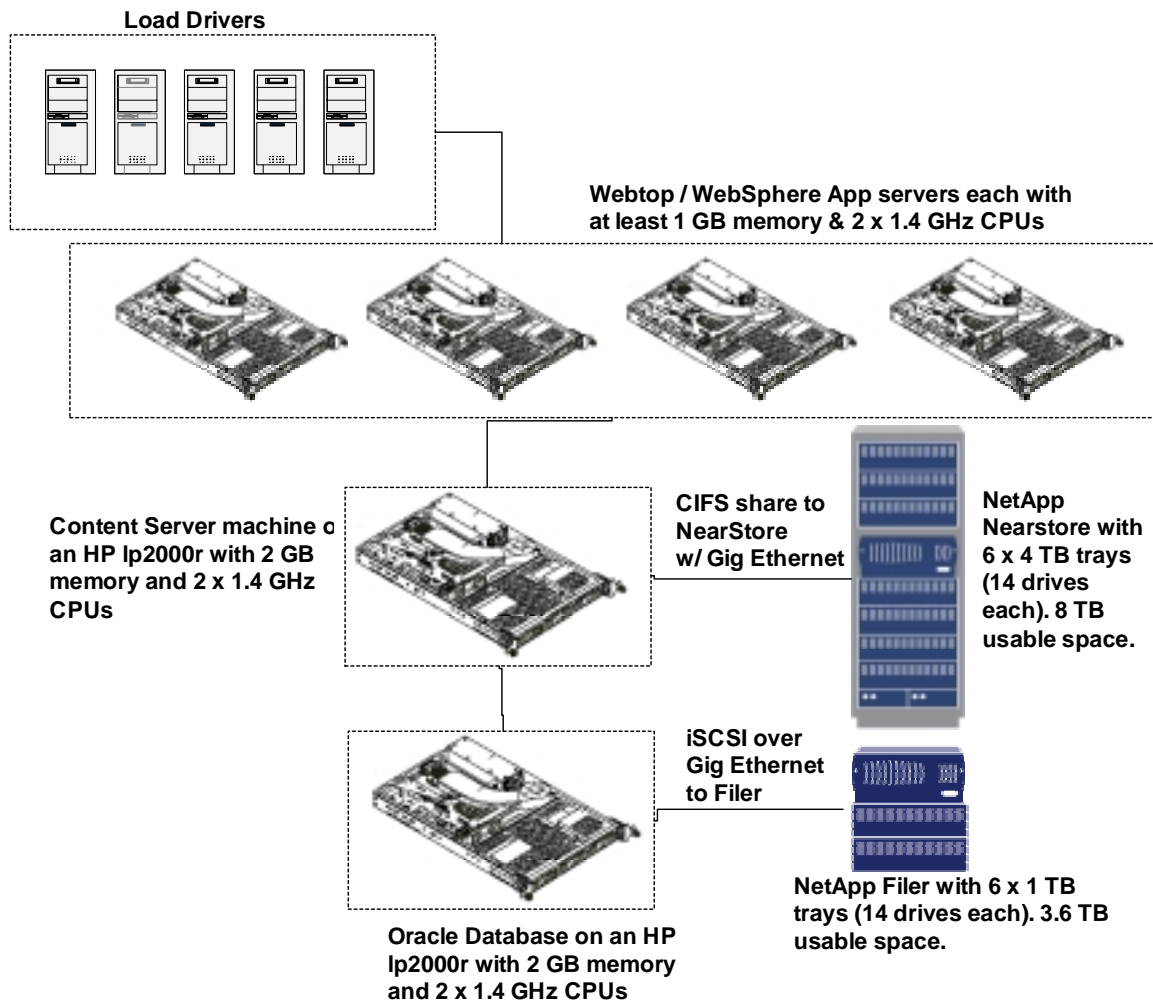 Load Drivers
Webtop / WebSphere App servers each with
at least 1 GB memory & 2 x 1.4 GHz CPUs
Content Server machine o
an HP lp2000r with 2 GB
memory and 2 x 1.4 GHz
CPUs
CIFS share to
NearStore
w/ Gig Ethernet
NetApp
Nearstore with
6 x 4 TB trays
(14 drives
each). 8 TB
usable space.
iSCSI over
Gig Ethernet
to Filer
NetApp Filer with 6 x 1 TB
trays (14 drives each). 3.6 TB
usable space.
Oracle Database on an HP
lp2000r with 2 GB memory
and 2 x 1.4 GHz CPUs